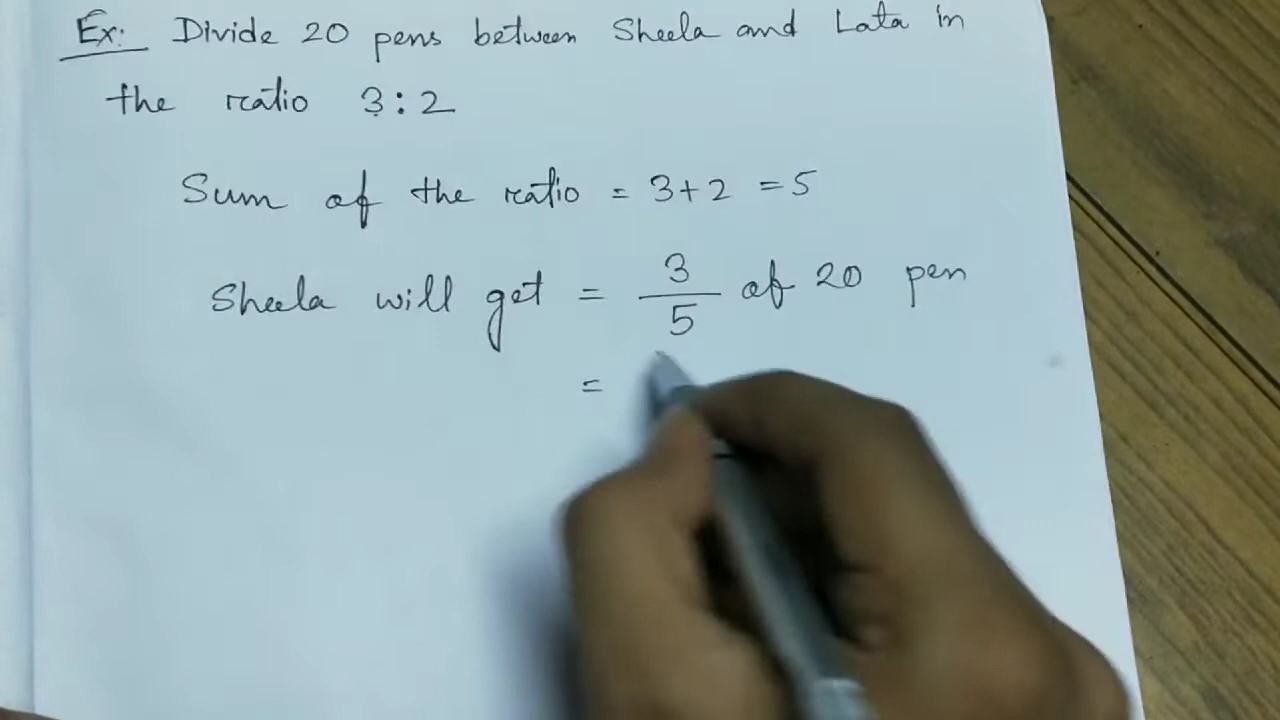 Ex: Divide 20 pens between Sheela and Lata in
the ratio 3:2
Sum of the ratio = 3+2 = 5
Sheela will get = 3/5 of 20 pen
=